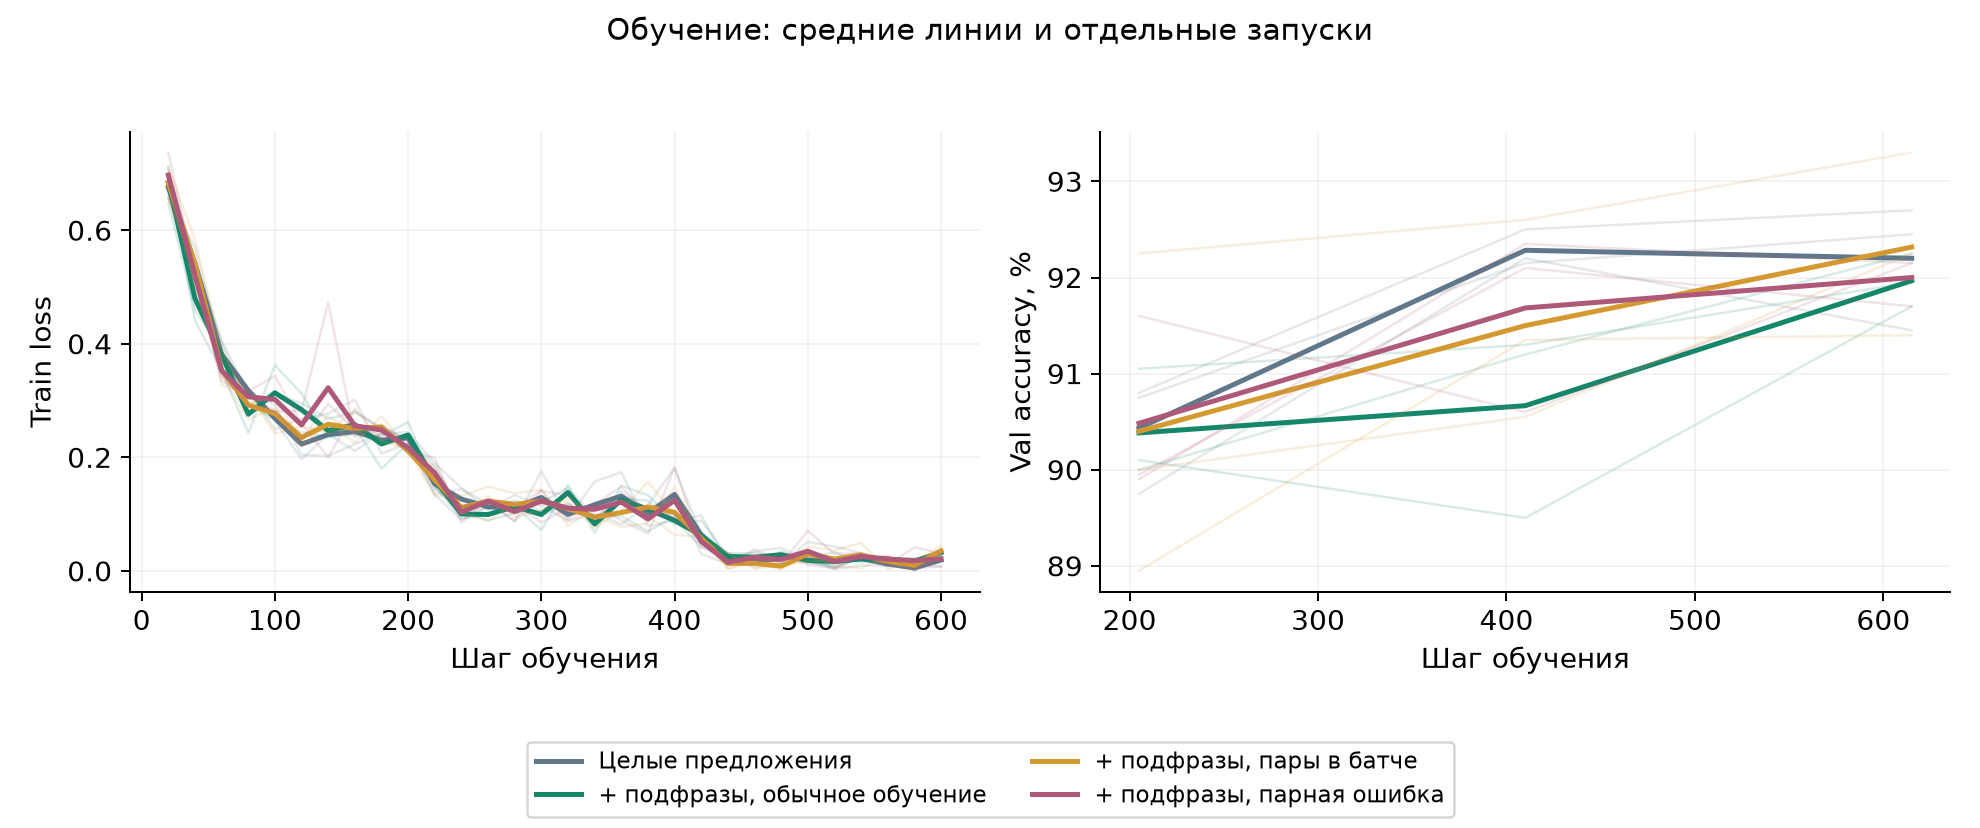 Обучение: средние линии и отдельные запуски
Train loss
0.6
0.4
0.2
0.0
0 100 200 300 400 500 600
Шаг обучения
Val accuracy, %
93
92
91
90
89
200 300 400 500 600
Шаг обучения
Целые предложения
+ подфразы, обычное обучение
+ подфразы, пары в батче
+ подфразы, парная ошибка